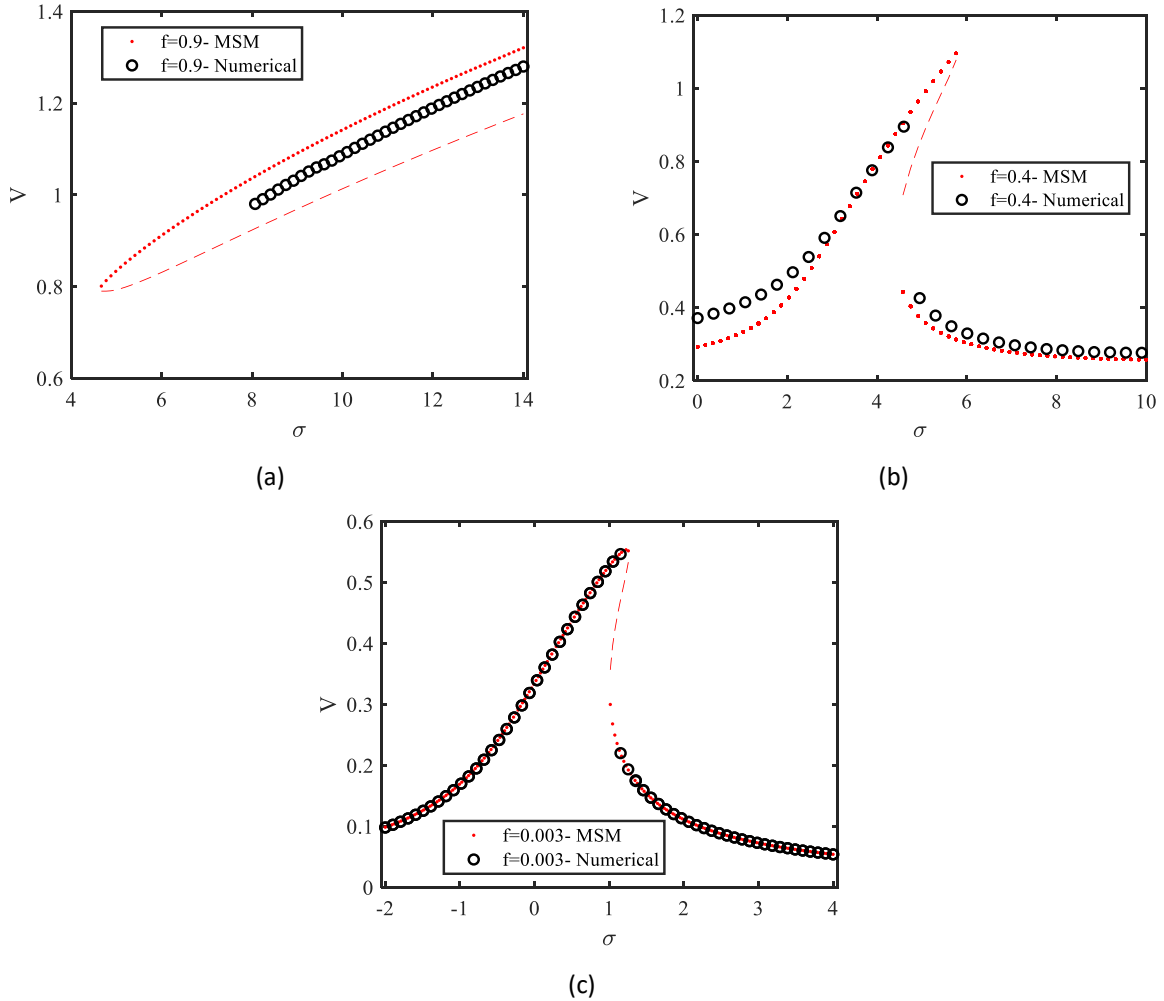 1.4
1.2
1
0.8
0.6
V
f=0.9- MSM
f=0.9- Numerical
4 6 8 10 12 14
σ
(a)
1.2
1
0.8
0.6
0.4
0.2
V
f=0.4- MSM
f=0.4- Numerical
0 2 4 6 8 10
σ
(b)
0.6
0.5
0.4
0.3
0.2
0.1
0
V
f=0.003- MSM
f=0.003- Numerical
-2 -1 0 1 2 3 4
σ
(c)